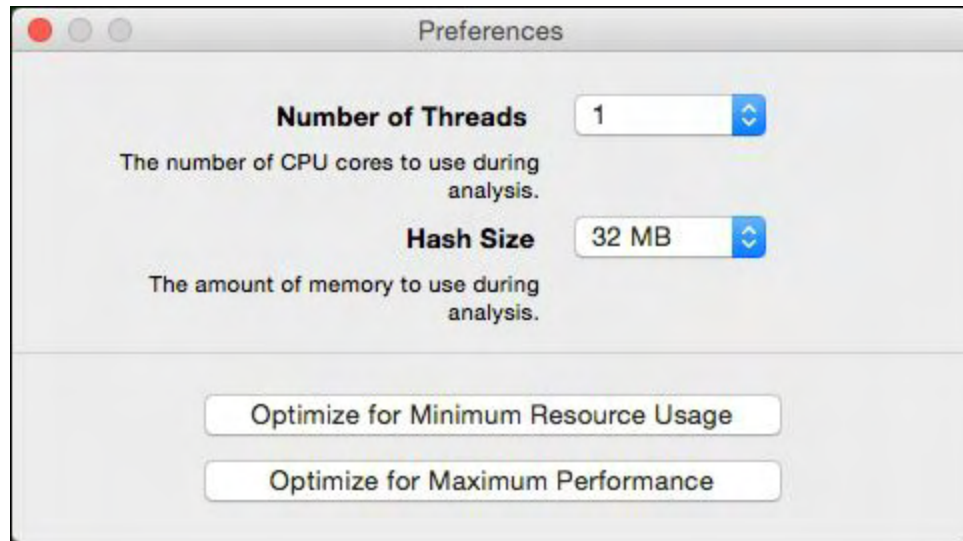 Preferences
Number of Threads 1
The number of CPU cores to use during
analysis.
Hash Size 32 MB
The amount of memory to use during
analysis.
Optimize for Minimum Resource Usage
Optimize for Maximum Performance